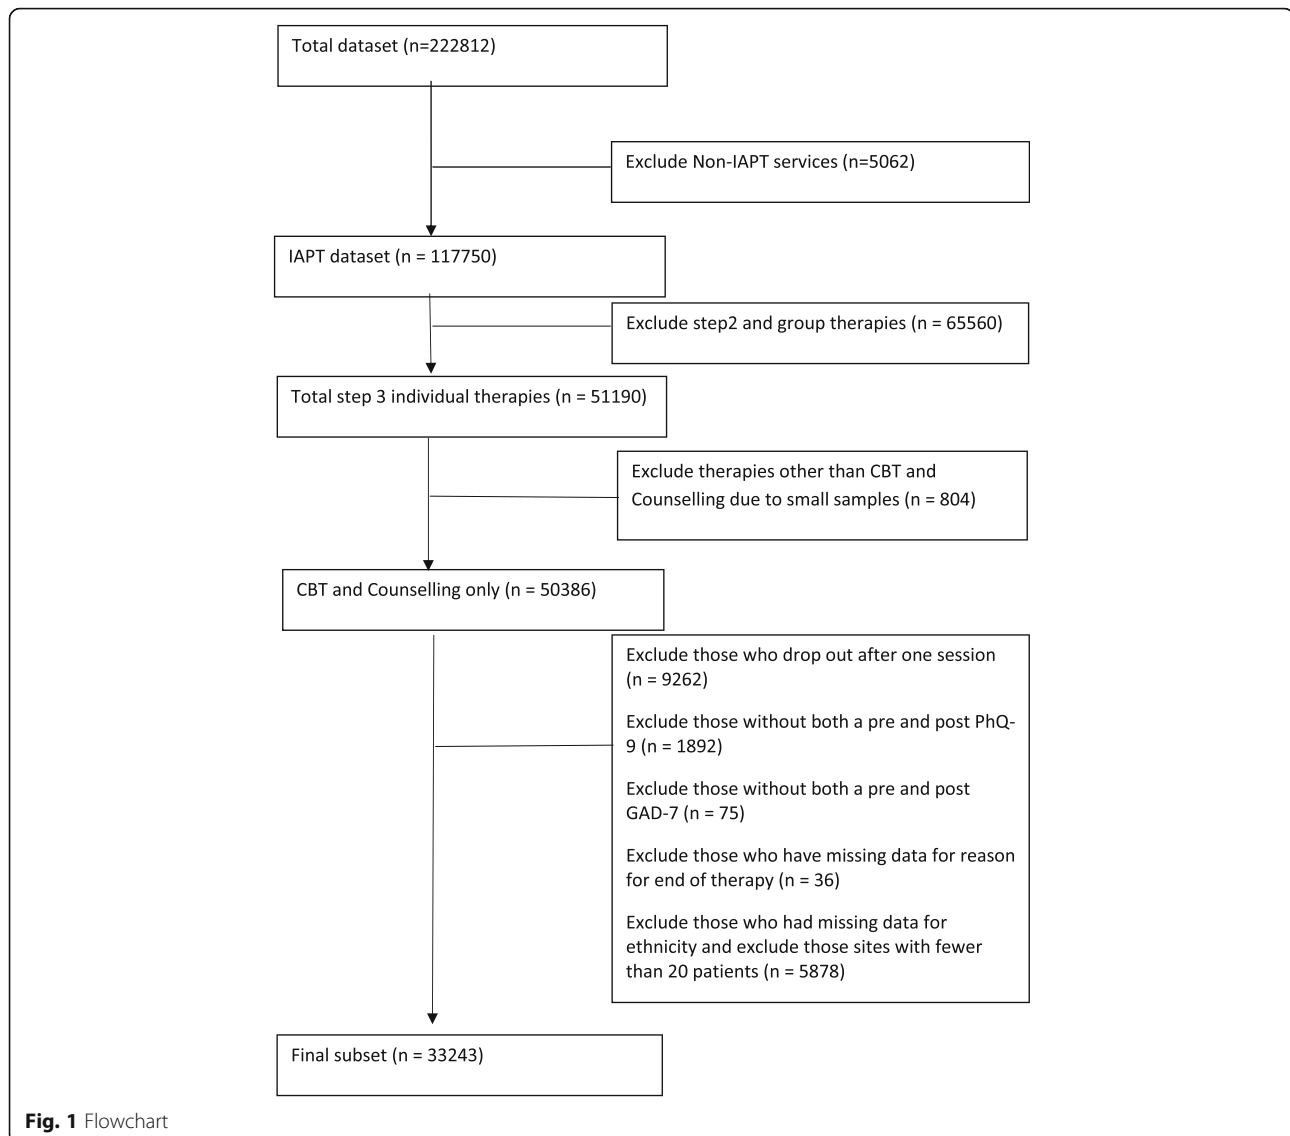 Total dataset (n=222812)
Exclude Non-IAPT services (n=5062)
IAPT dataset (n = 117750)
Exclude step2 and group therapies (n = 65560)
Total step 3 individual therapies (n = 51190)
Exclude therapies other than CBT and
Counselling due to small samples (n = 804)
CBT and Counselling only (n = 50386)
Exclude those who drop out after one session
(n = 9262)
Exclude those without both a pre and post PhQ-
9 (n = 1892)
Exclude those without both a pre and post
GAD-7 (n = 75)
Exclude those who have missing data for reason
for end of therapy (n = 36)
Exclude those who had missing data for
ethnicity and exclude those sites with fewer
than 20 patients (n = 5878)
Final subset (n = 33243)
Fig. 1 Flowchart